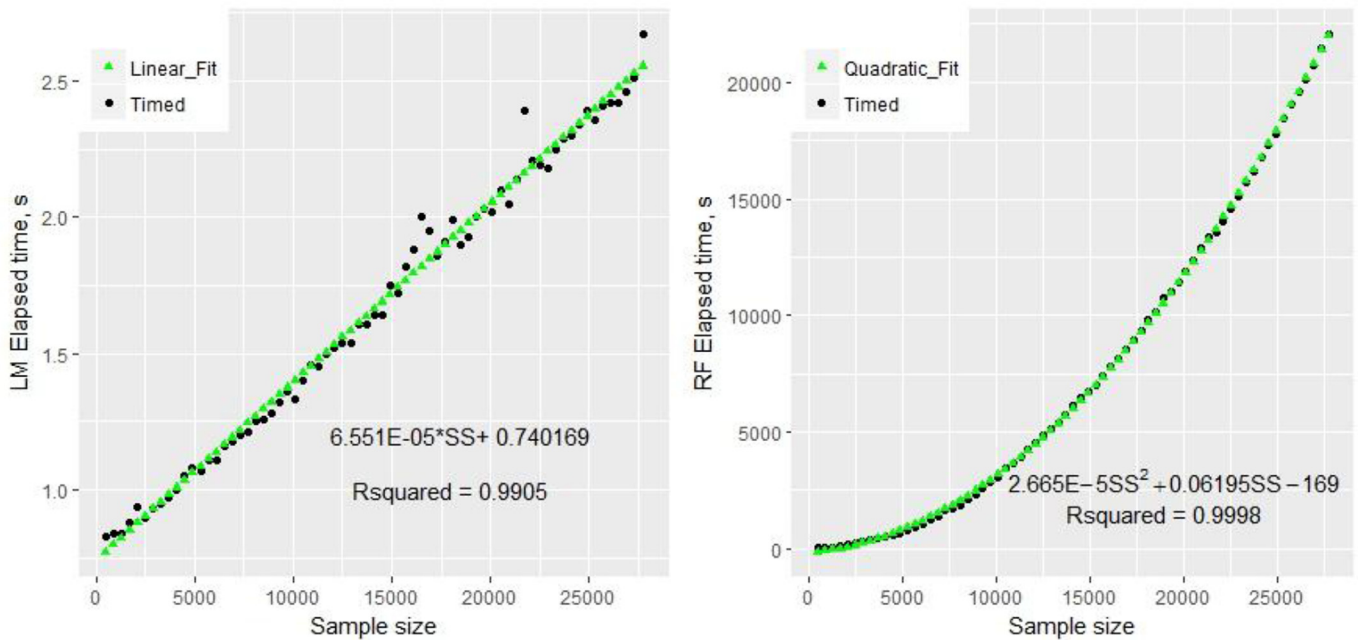 Linear_Fit
Timed
2.5
2.0
1.5
1.0
LM Elapsed time, s
6.551E-05*SS+ 0.740169
Rsquared = 0.9905
0 5000 10000 15000 20000 25000
Sample size
Quadratic_Fit
Timed
20000
15000
10000
5000
0
RF Elapsed time, s
2.665E−5SS² +0.06195SS −169
Rsquared = 0.9998
0 5000 10000 15000 20000 25000
Sample size